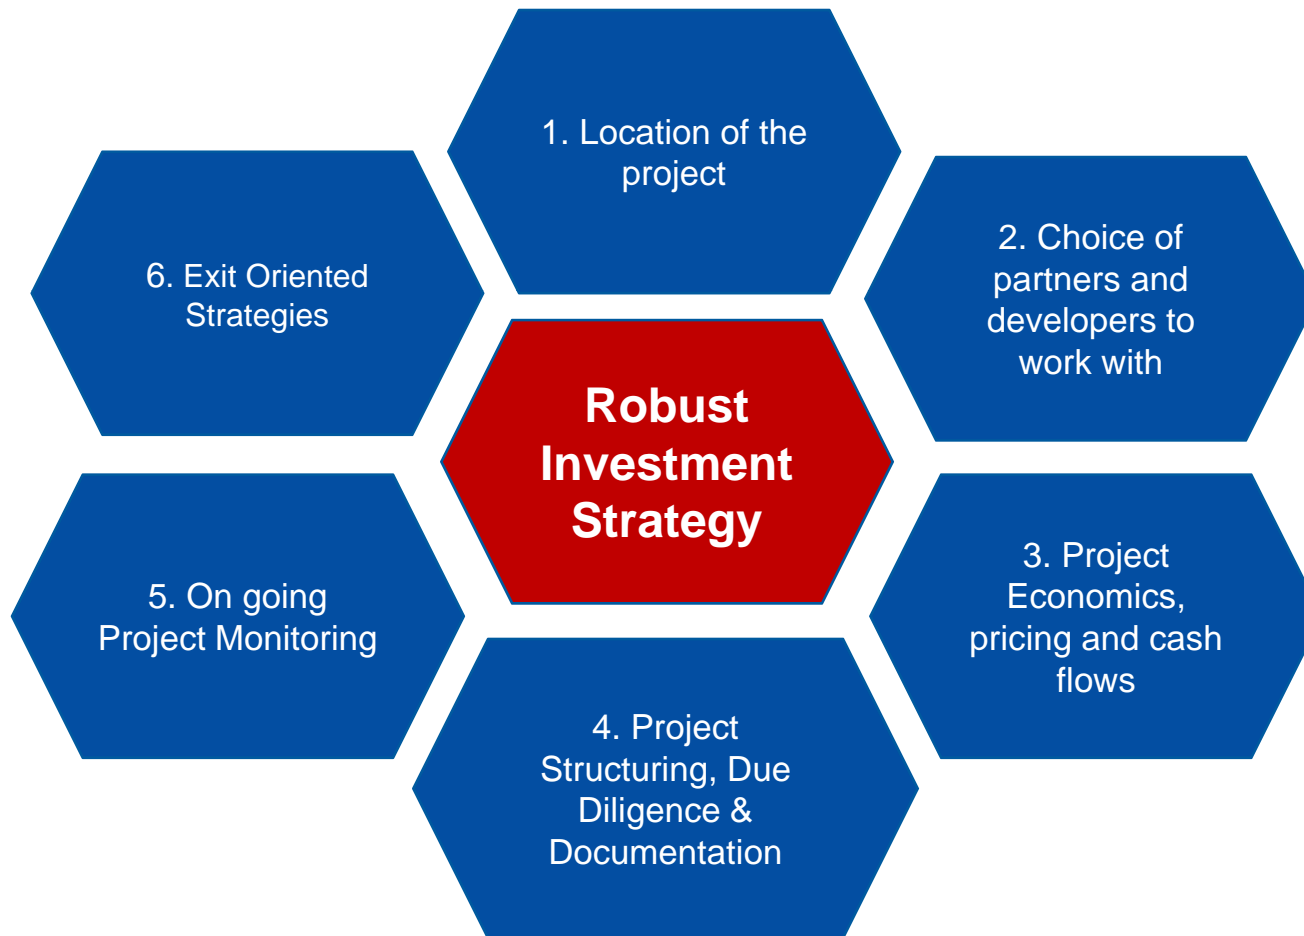 1. Location of the
project
2. Choice of
partners and
developers to
work with
3. Project
Economics,
pricing and cash
flows
4. Project
Structuring, Due
Diligence &
Documentation
5. On going
Project Monitoring
6. Exit Oriented
Strategies
Robust
Investment
Strategy